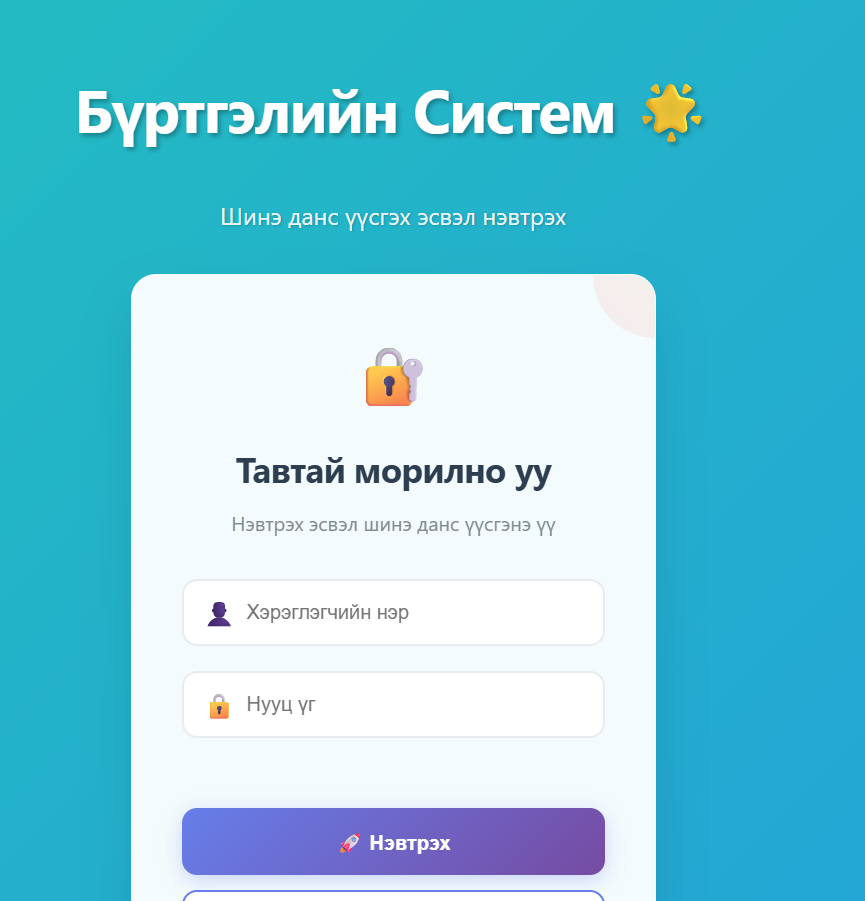 Бүртгэлийн Систем 🌟
Шинэ данс үүсгэх эсвэл нэвтрэх
Тавтай морилно уу
Нэвтрэх эсвэл шинэ данс үүсгэнэ үү
Хэрэглэгчийн нэр
Нууц үг
🚀 Нэвтрэх